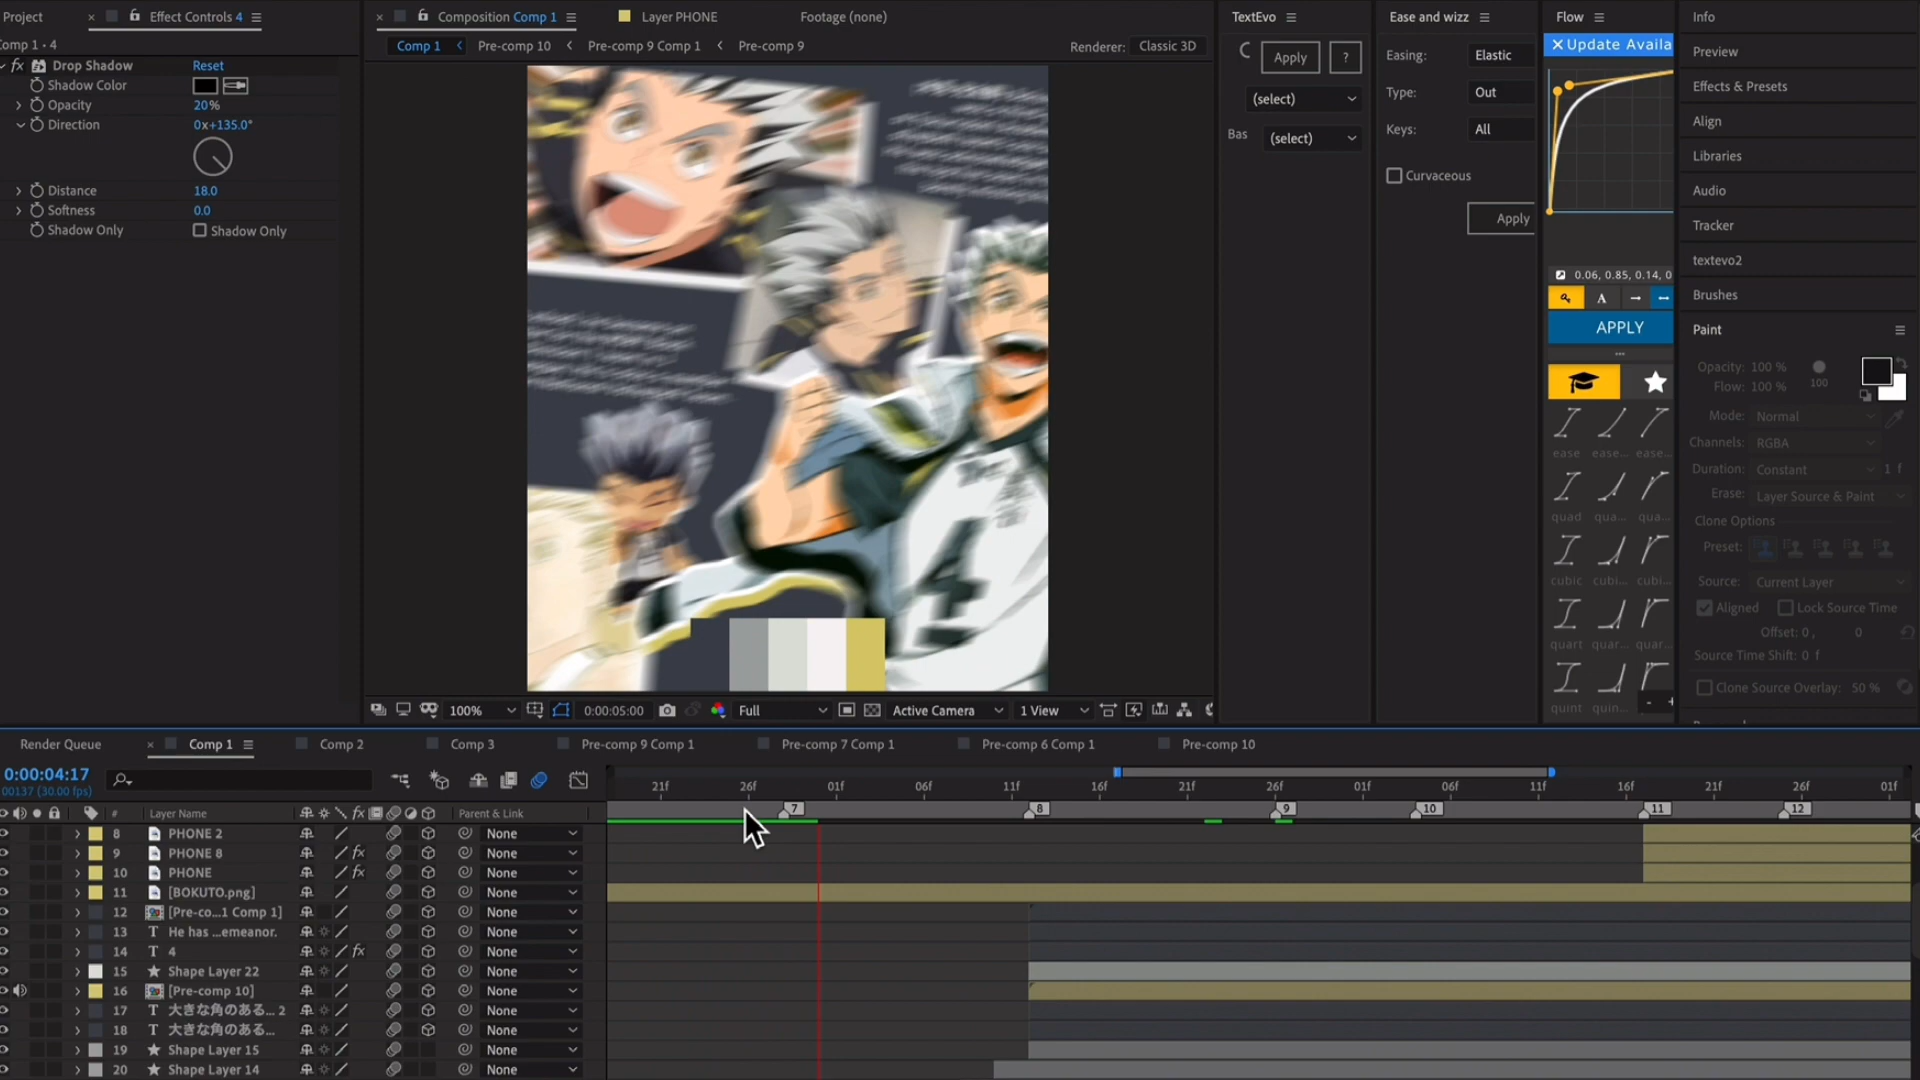 Project
Effect Controls 4
Composition Comp 1
Layer PHONE
Footage (none)
TextEvo
Ease and wizz
Flow
Info
omp 1 • 4
Comp 1
Pre-comp 10
Pre-comp 9 Comp 1
Pre-comp 9
Renderer:
Classic 3D
Update Availa
Preview
fx Drop Shadow
Reset
Apply
?
Easing:
Elastic
Shadow Color
Effects & Presets
Opacity
20%
(select)
Type:
Out
Direction
0x+135.0°
Bas
(select)
Keys:
All
Align
Libraries
Curvaceous
Distance
18.0
Audio
Softness
0.0
Apply
Shadow Only
Shadow Only
Tracker
textevo2
0.06, 0.85, 0.14, 0
Brushes
A
APPLY
Paint
Opacity: 100 %
Flow: 100 %
100
Mode:
Normal
ease
ease...
ease...
Channels:
RGBA
Duration:
Constant
1 f
Erase:
Layer Source & Paint
quad
qua...
qua...
Clone Options
Preset:
cubic
cubi...
cubi...
Source:
Current Layer
Aligned
Lock Source Time
Offset: 0 ,
0
quart
quar...
quar...
Source Time Shift: 0 f
Clone Source Overlay: 50 %
quint
quin...
4
100%
0:00:05:00
Full
Active Camera
1 View
Render Queue
Comp 1
Comp 2
Comp 3
Pre-comp 9 Comp 1
Pre-comp 7 Comp 1
Pre-comp 6 Comp 1
Pre-comp 10
0:00:04:17
00137 (30.00 fps)
21f
26f
01f
06f
11f
16f
21f
26f
01f
06f
11f
16f
21f
26f
01f
7
8
9
10
11
12
#
Layer Name
fx
Parent & Link
8
PHONE 2
None
9
PHONE 8
fx
None
10
PHONE
fx
None
11
[BOKUTO.png]
None
12
[Pre-co...1 Comp 1]
None
13
T
He has ...emeanor.
None
14
T
4
fx
None
15
Shape Layer 22
None
16
[Pre-comp 10]
None
17
T
大きな角のある... 2
None
18
T
大きな角のある...
None
19
Shape Layer 15
None
20
Shape Layer 14
None